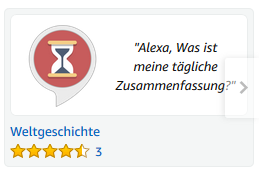 "Alexa, Was ist
meine tägliche
Zusammenfassung?"
Weltgeschichte
3